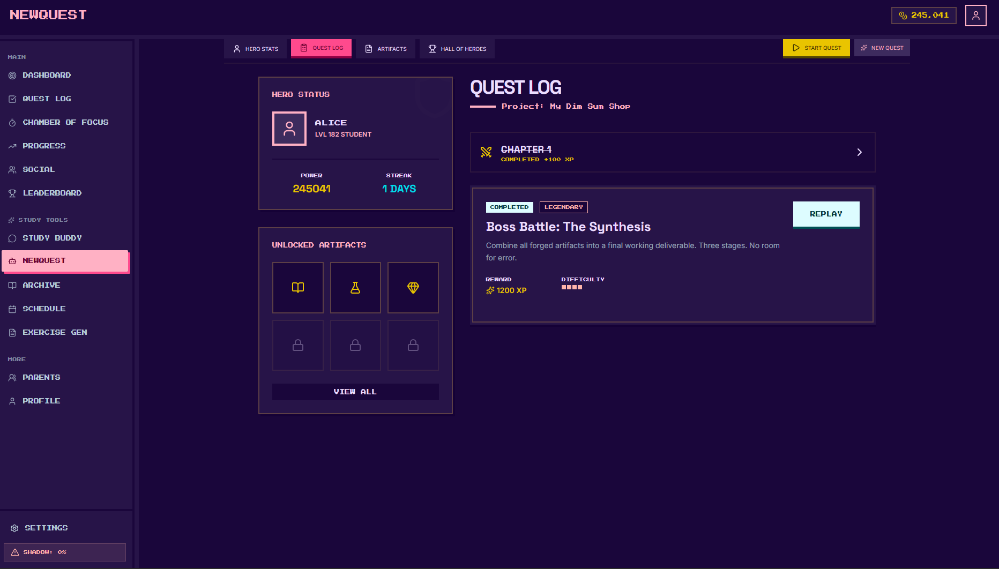 NEWQUEST
245,041
MAIN
DASHBOARD
QUEST LOG
CHAMBER OF FOCUS
PROGRESS
SOCIAL
LEADERBOARD
STUDY TOOLS
STUDY BUDDY
NEWQUEST
ARCHIVE
SCHEDULE
EXERCISE GEN
MORE
PARENTS
PROFILE
SETTINGS
SHADOW: 0%
HERO STATS
QUEST LOG
ARTIFACTS
HALL OF HEROES
START QUEST
NEW QUEST
HERO STATUS
ALICE
LVL 182 STUDENT
POWER
245041
STREAK
1 DAYS
UNLOCKED ARTIFACTS
VIEW ALL
QUEST LOG
Project: My Dim Sum Shop
CHAPTER 1
COMPLETED +100 XP
COMPLETED
LEGENDARY
Boss Battle: The Synthesis
Combine all forged artifacts into a final working deliverable. Three stages. No room
for error.
REWARD
1200 XP
DIFFICULTY
REPLAY